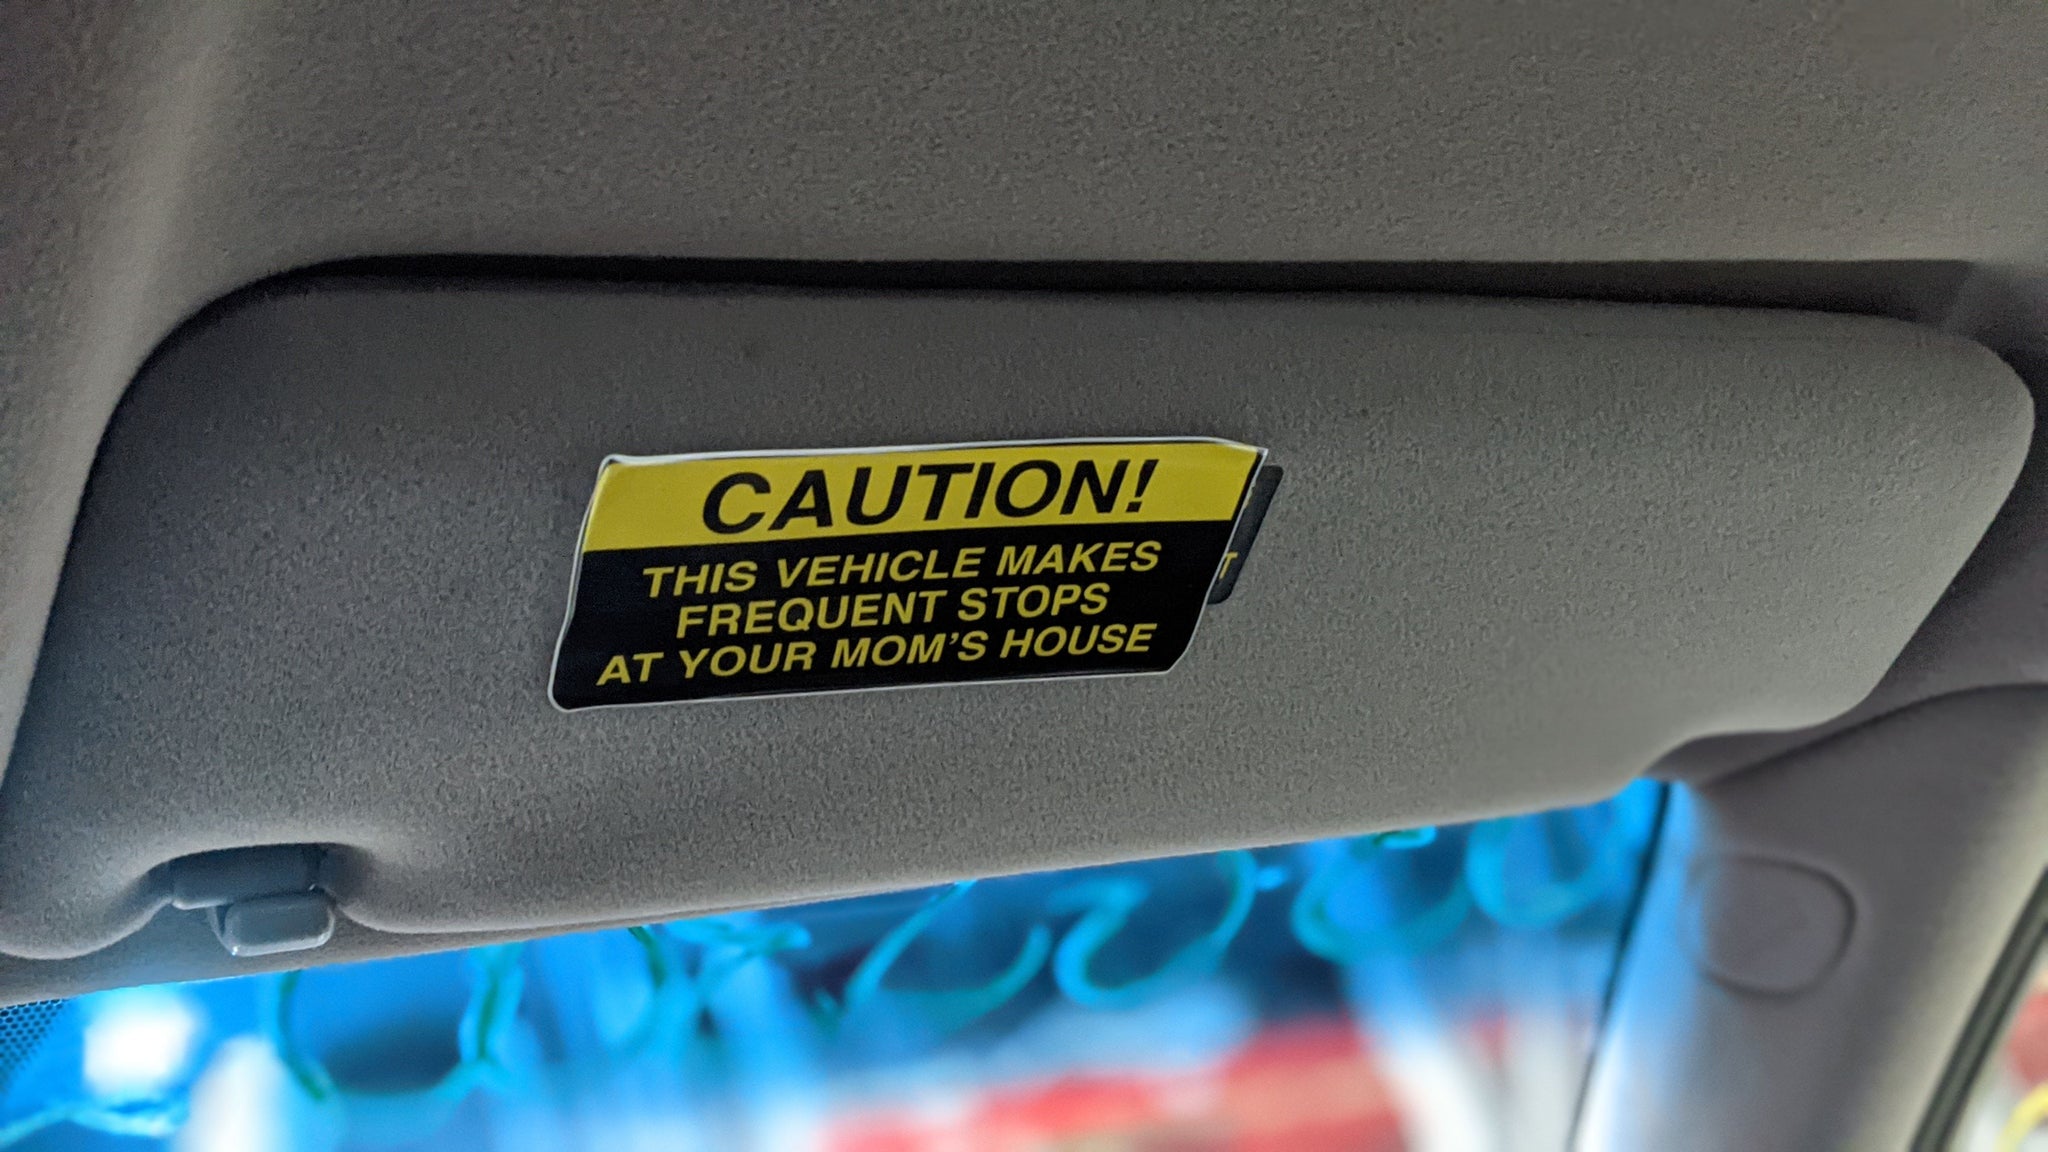 CAUTION!
THIS VEHICLE MAKES
FREQUENT STOPS
AT YOUR MOM'S HOUSE
T